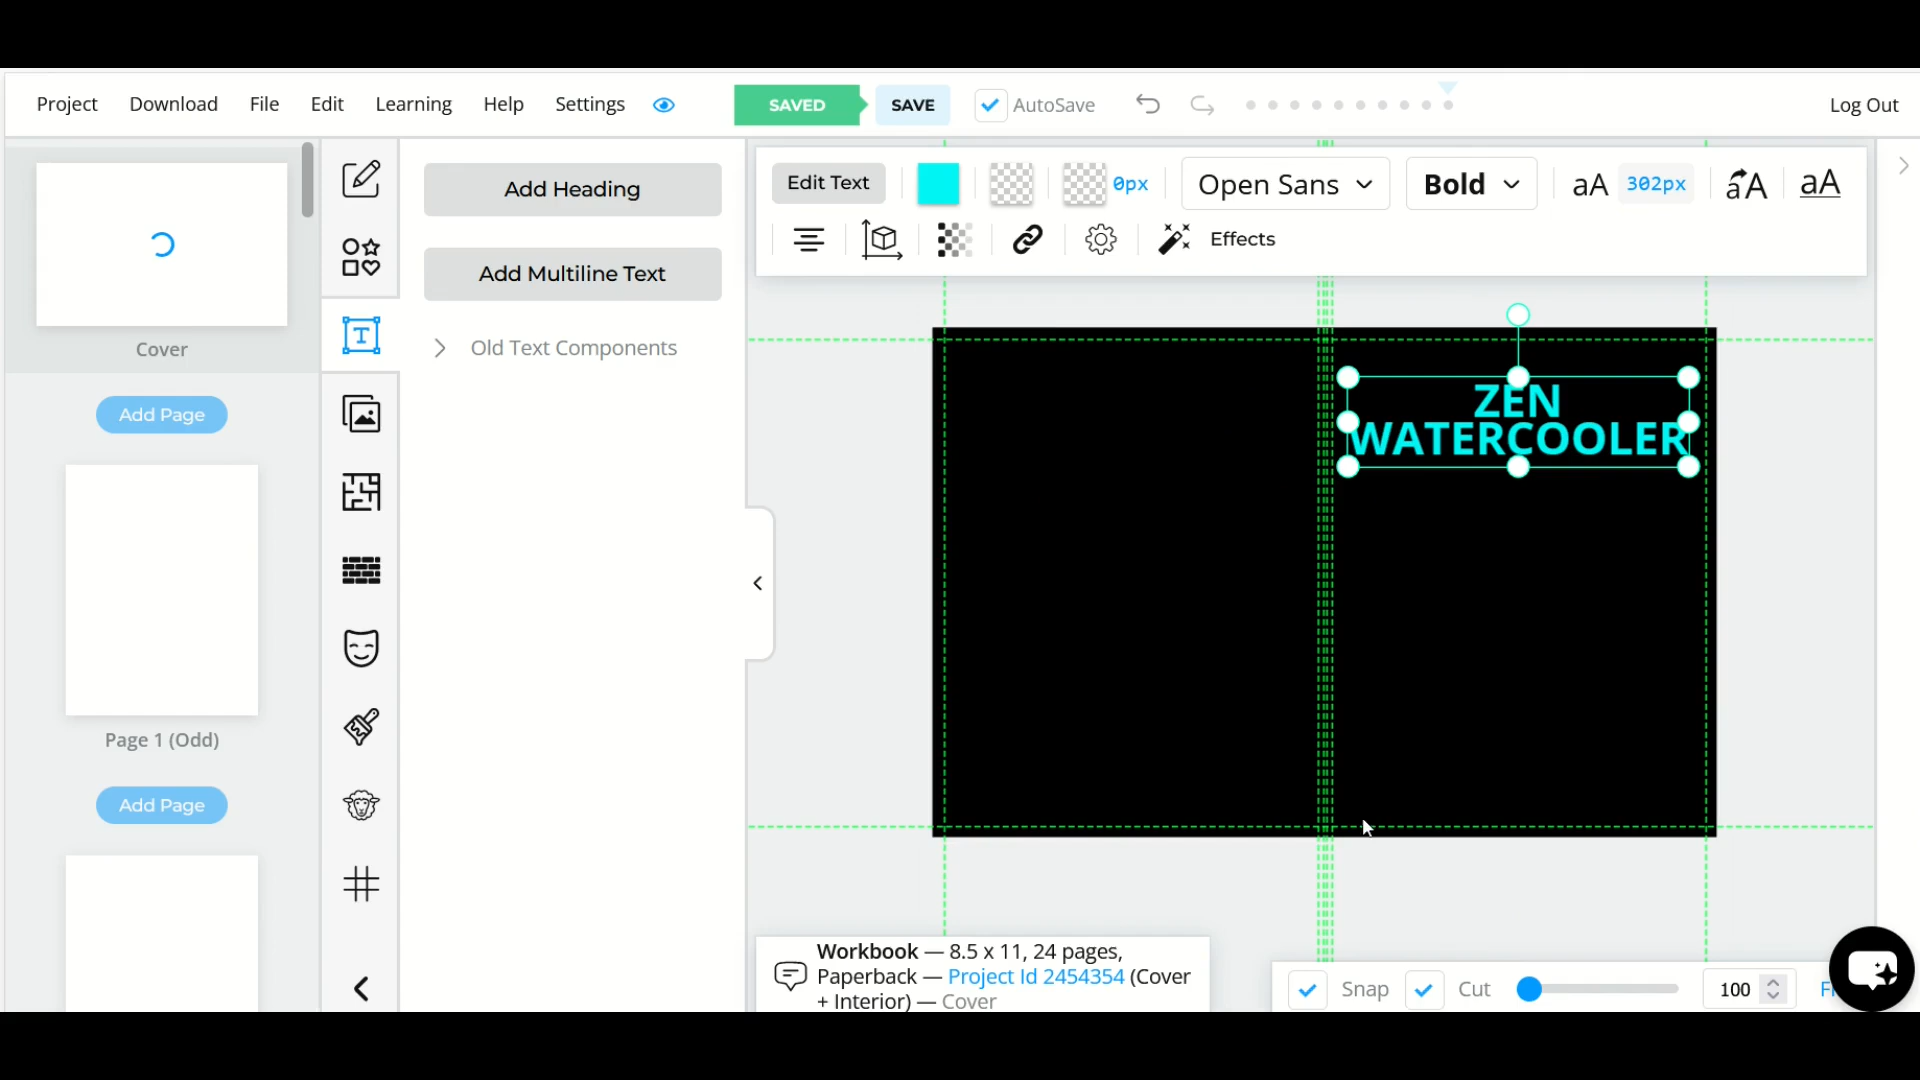 Project Download File Edit Learning Help Settings SAVED SAVE AutoSave Log Out
Cover
Add Page
Page 1 (Odd)
Add Page
Add Heading
Add Multiline Text
Old Text Components
Edit Text 0px Open Sans Bold aA 302px aA aA
Effects
ZEN
WATERCOOLER
Workbook — 8.5 x 11, 24 pages,
Paperback — Project Id 2454354 (Cover
+ Interior) — Cover
Snap Cut 100